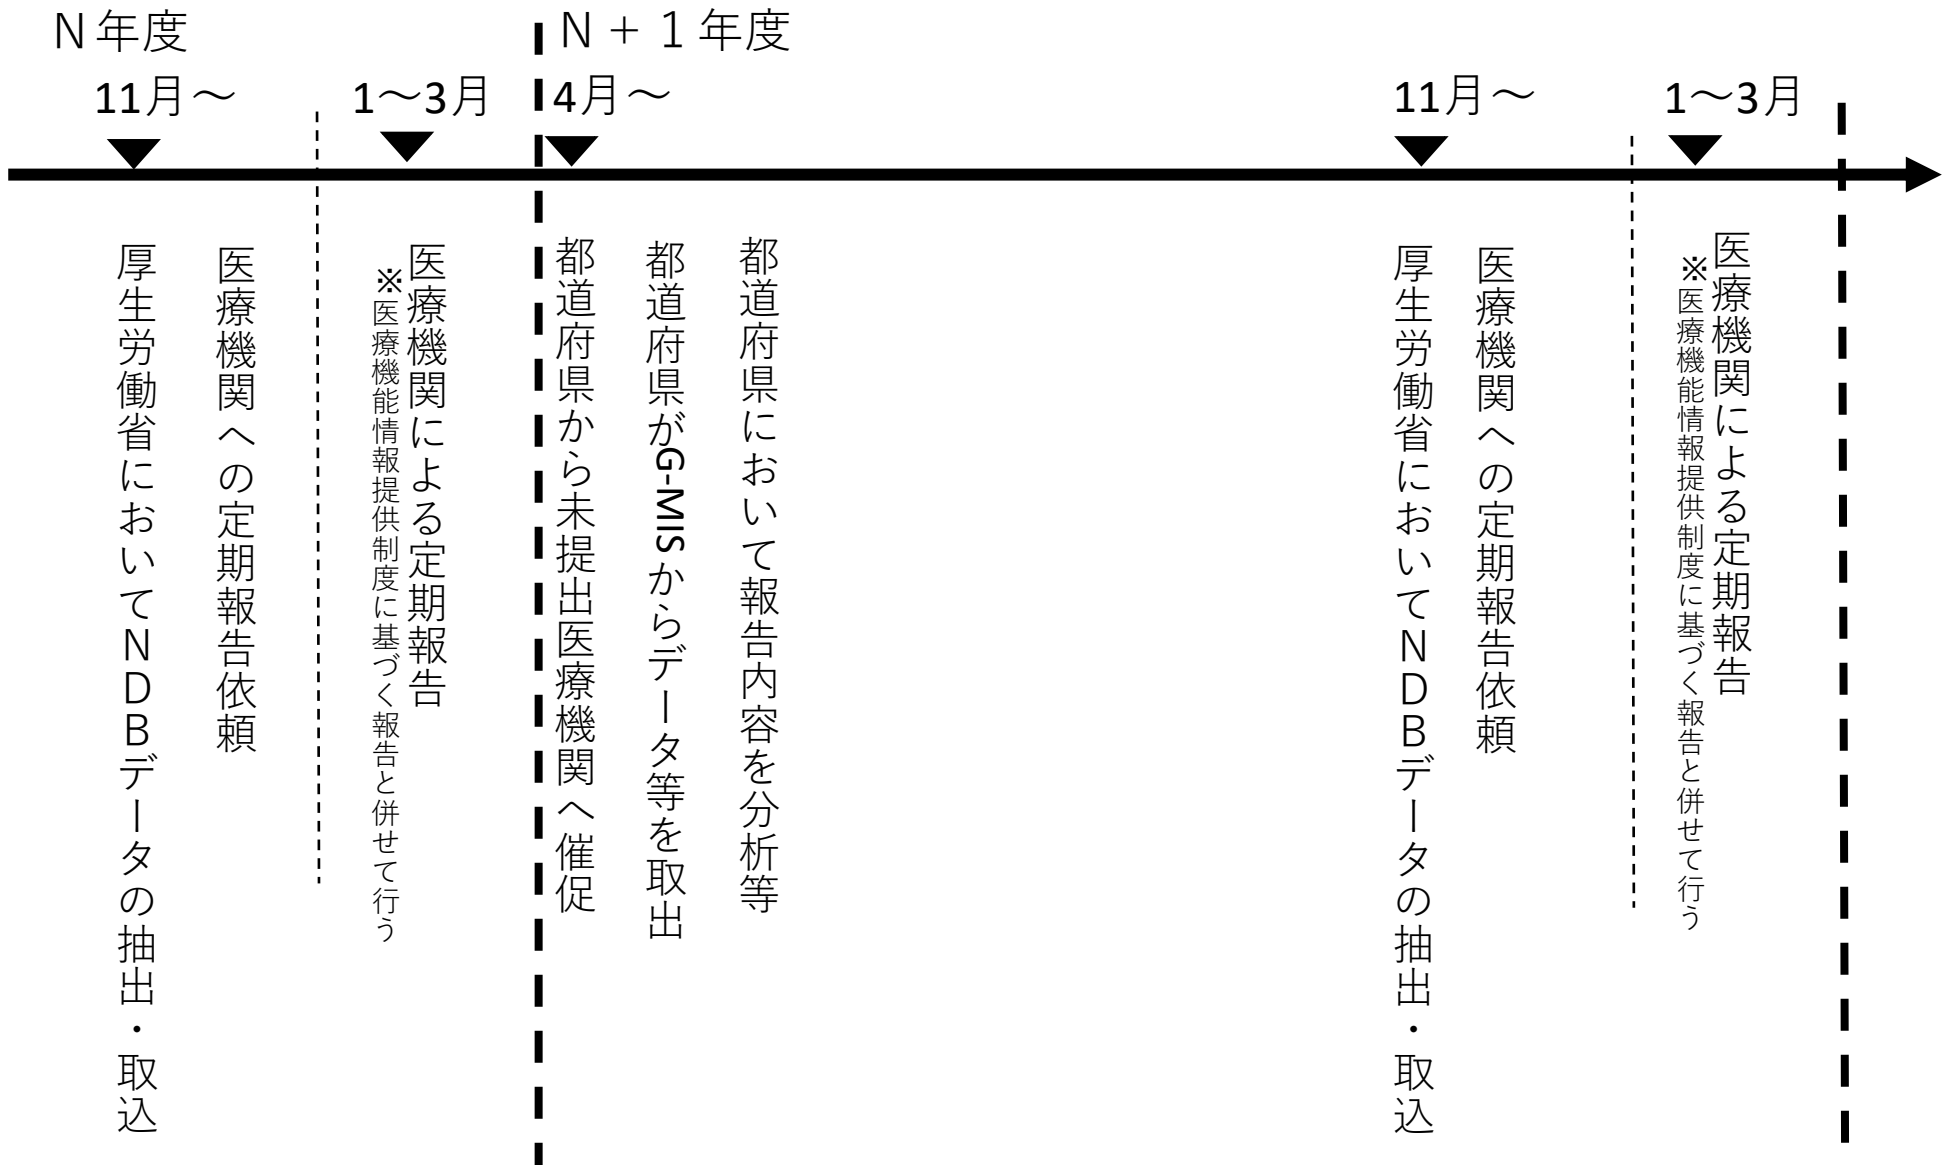 N年度
N+1年度
11月～
1～3月
4月～
11月～
1～3月
厚生労働省においてNDBデータの抽出・取込
医療機関への定期報告依頼
医療機関による定期報告
※医療機能情報提供制度に基づく報告と併せて行う
都道府県から未提出医療機関へ催促
都道府県がG-MISからデータ等を取出
都道府県において報告内容を分析等
厚生労働省においてNDBデータの抽出・取込
医療機関への定期報告依頼
医療機関による定期報告
※医療機能情報提供制度に基づく報告と併せて行う